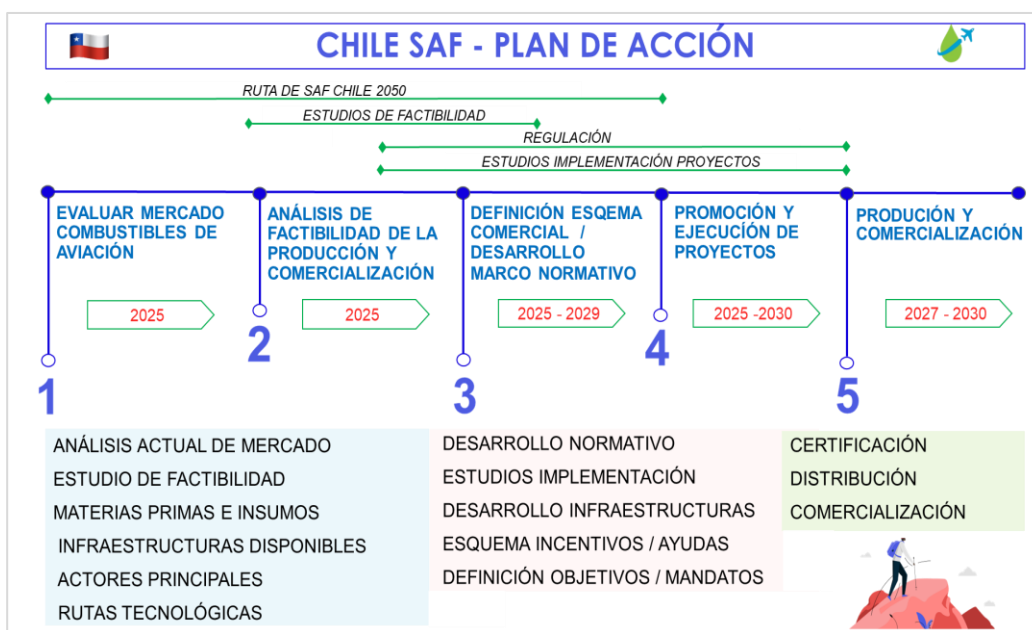 CHILE SAF - PLAN DE ACCIÓN
RUTA DE SAF CHILE 2050
ESTUDIOS DE FACTIBILIDAD
REGULACIÓN
ESTUDIOS IMPLEMENTACIÓN PROYECTOS
EVALUAR MERCADO
COMBUSTIBLES DE
AVIACIÓN
2025
1
ANÁLISIS DE
FACTIBILIDAD DE LA
PRODUCCIÓN Y
COMERCIALIZACIÓN
2025
2
DEFINICIÓN ESQEMA
COMERCIAL /
DESARROLLO
MARCO NORMATIVO
2025 - 2029
3
PROMOCIÓN Y
EJECUCÍÓN DE
PROYECTOS
2025 -2030
4
PRODUCIÓN Y
COMERCIALIZACIÓN
2027 - 2030
5
ANÁLISIS ACTUAL DE MERCADO
ESTUDIO DE FACTIBILIDAD
MATERIAS PRIMAS E INSUMOS
INFRAESTRUCTURAS DISPONIBLES
ACTORES PRINCIPALES
RUTAS TECNOLÓGICAS
DESARROLLO NORMATIVO
ESTUDIOS IMPLEMENTACIÓN
DESARROLLO INFRAESTRUCTURAS
ESQUEMA INCENTIVOS / AYUDAS
DEFINICIÓN OBJETIVOS / MANDATOS
CERTIFICACIÓN
DISTRIBUCIÓN
COMERCIALIZACIÓN